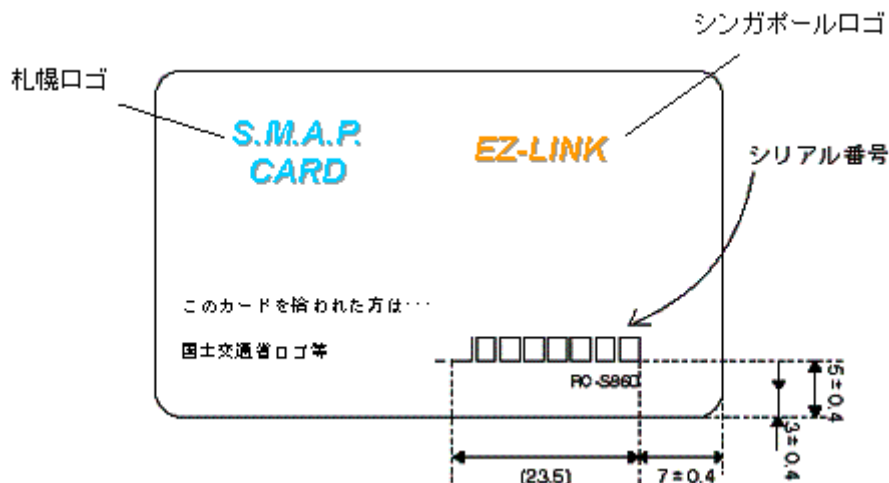 シンガポールロゴ
札幌ロゴ
S.M.A.P.
CARD
EZ-LINK
シリアル番号
このカードを拾われた方は…
国土交通省ロゴ等
RC-S860
5±0.4
3±0.4
(23.5)
7±0.4